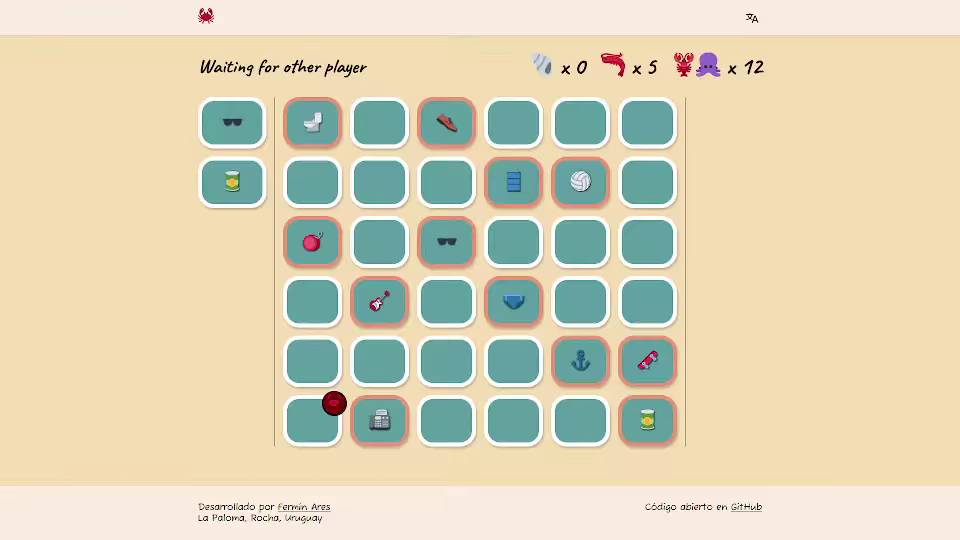 Waiting for other player
x 0
x 5
x 12
Desarrollado por Fermín Ares
La Paloma, Rocha, Uruguay
Código abierto en GitHub